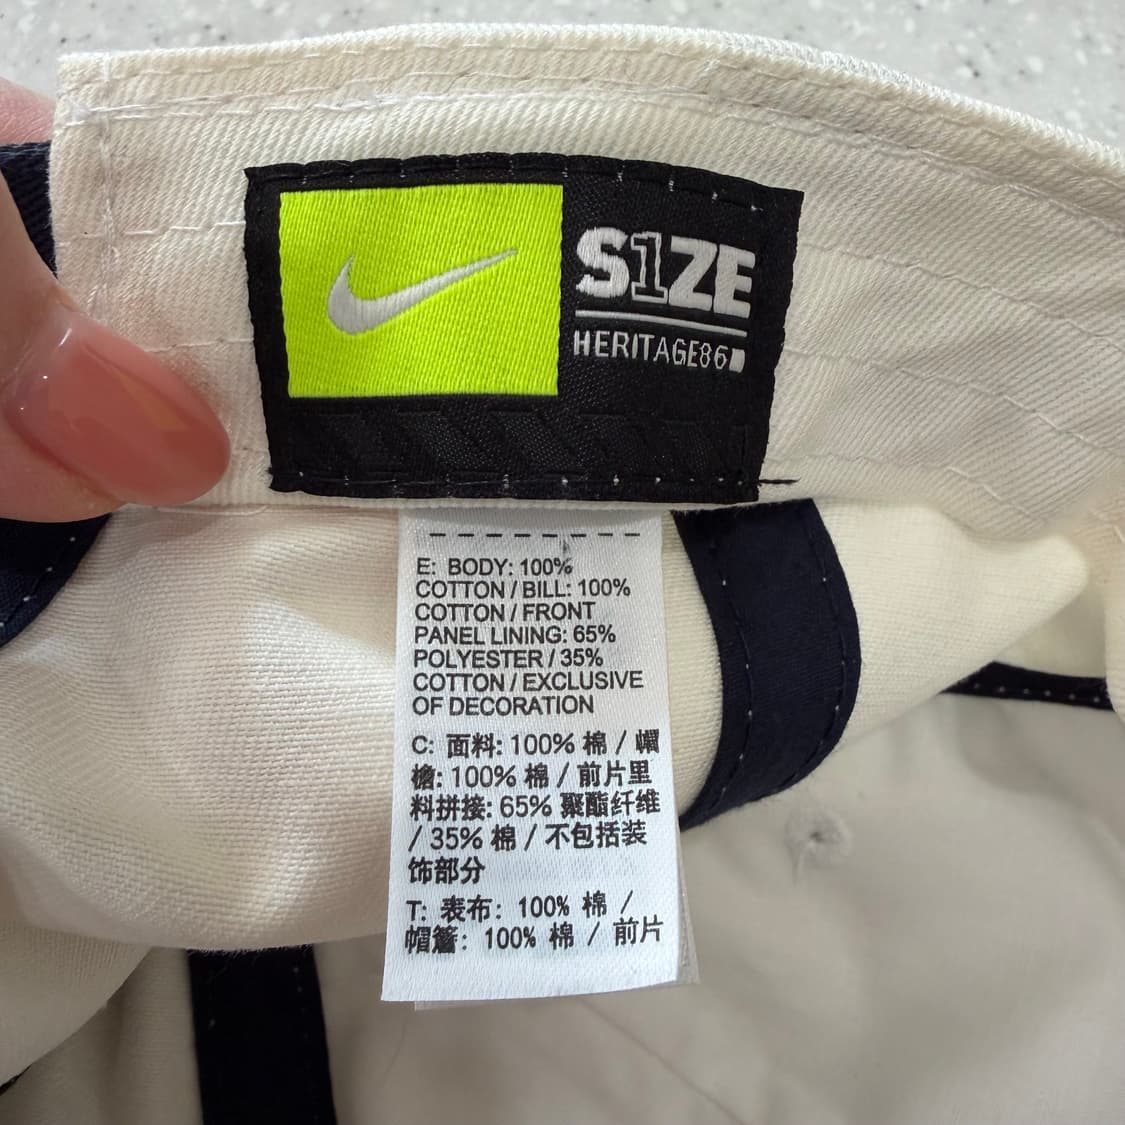 S1ZE
HERITAGE86
E: BODY: 100%
COTTON / BILL: 100%
COTTON / FRONT
PANEL LINING: 65%
POLYESTER / 35%
COTTON / EXCLUSIVE
OF DECORATION
C: 面料: 100% 棉 / 帽
檐: 100% 棉 / 前片里
料拼接: 65% 聚酯纤维
/ 35% 棉 / 不包括装
饰部分
T: 表布: 100% 棉 /
帽簷: 100% 棉 / 前片